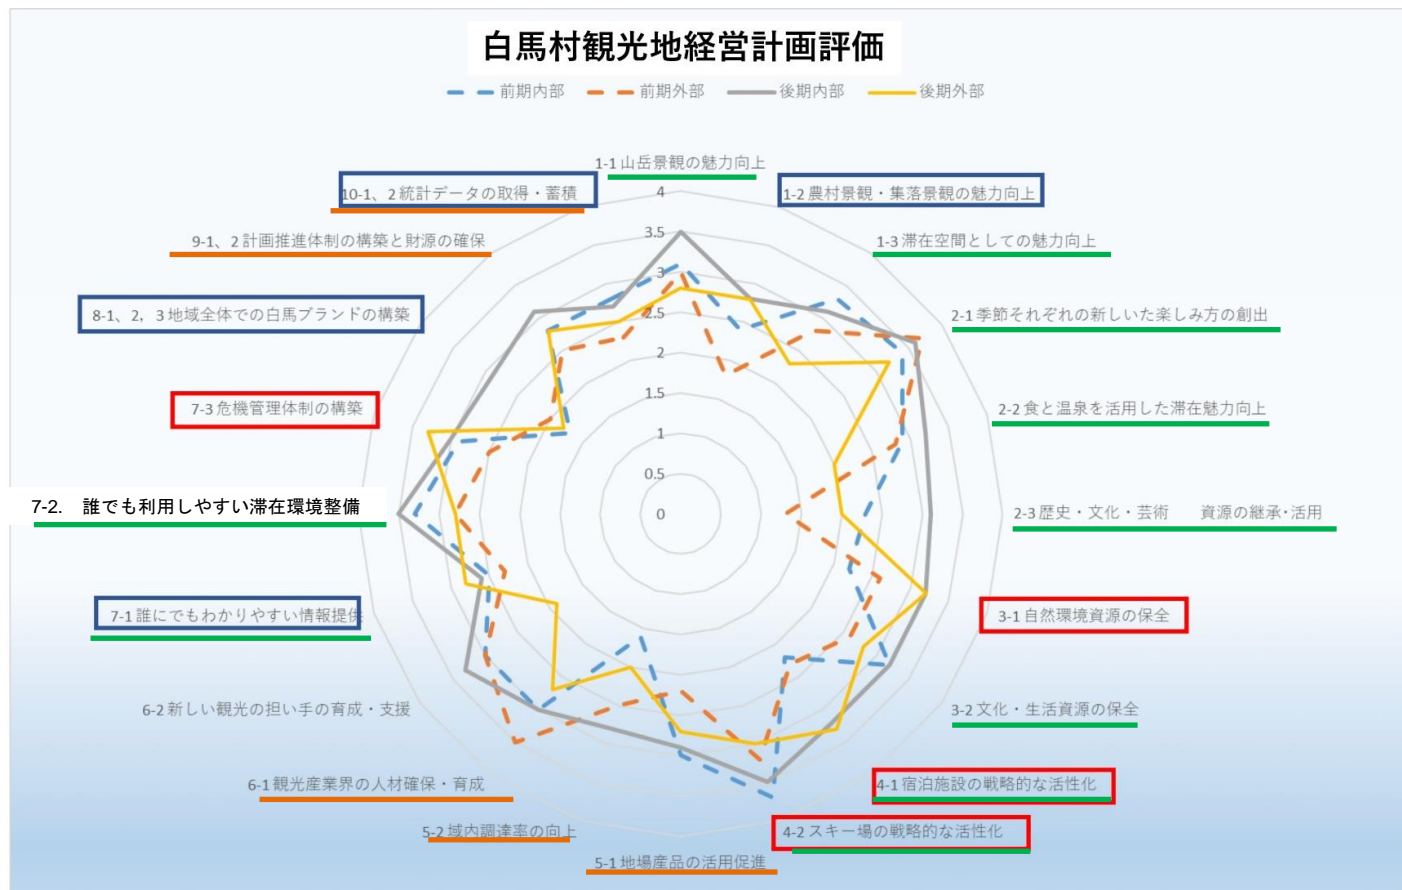 白馬村観光地経営計画評価
前期内部 前期外部 後期内部 後期外部
1-1 山岳景観の魅力向上
10-1、2 統計データの取得・蓄積
1-2 農村景観・集落景観の魅力向上
9-1、2 計画推進体制の構築と財源の確保
1-3 滞在空間としての魅力向上
8-1、2，3 地域全体での白馬ブランドの構築
2-1 季節それぞれの新しいた楽しみ方の創出
7-3 危機管理体制の構築
2-2 食と温泉を活用した滞在魅力向上
7-2.　誰でも利用しやすい滞在環境整備
2-3 歴史・文化・芸術　　資源の継承･活用
7-1 誰にでもわかりやすい情報提供
3-1 自然環境資源の保全
6-2 新しい観光の担い手の育成・支援
3-2 文化・生活資源の保全
6-1 観光産業界の人材確保・育成
4-1 宿泊施設の戦略的な活性化
5-2 域内調達率の向上
4-2 スキー場の戦略的な活性化
5-1 地場産品の活用促進
4
3.5
3
2.5
2
1.5
1
0.5
0